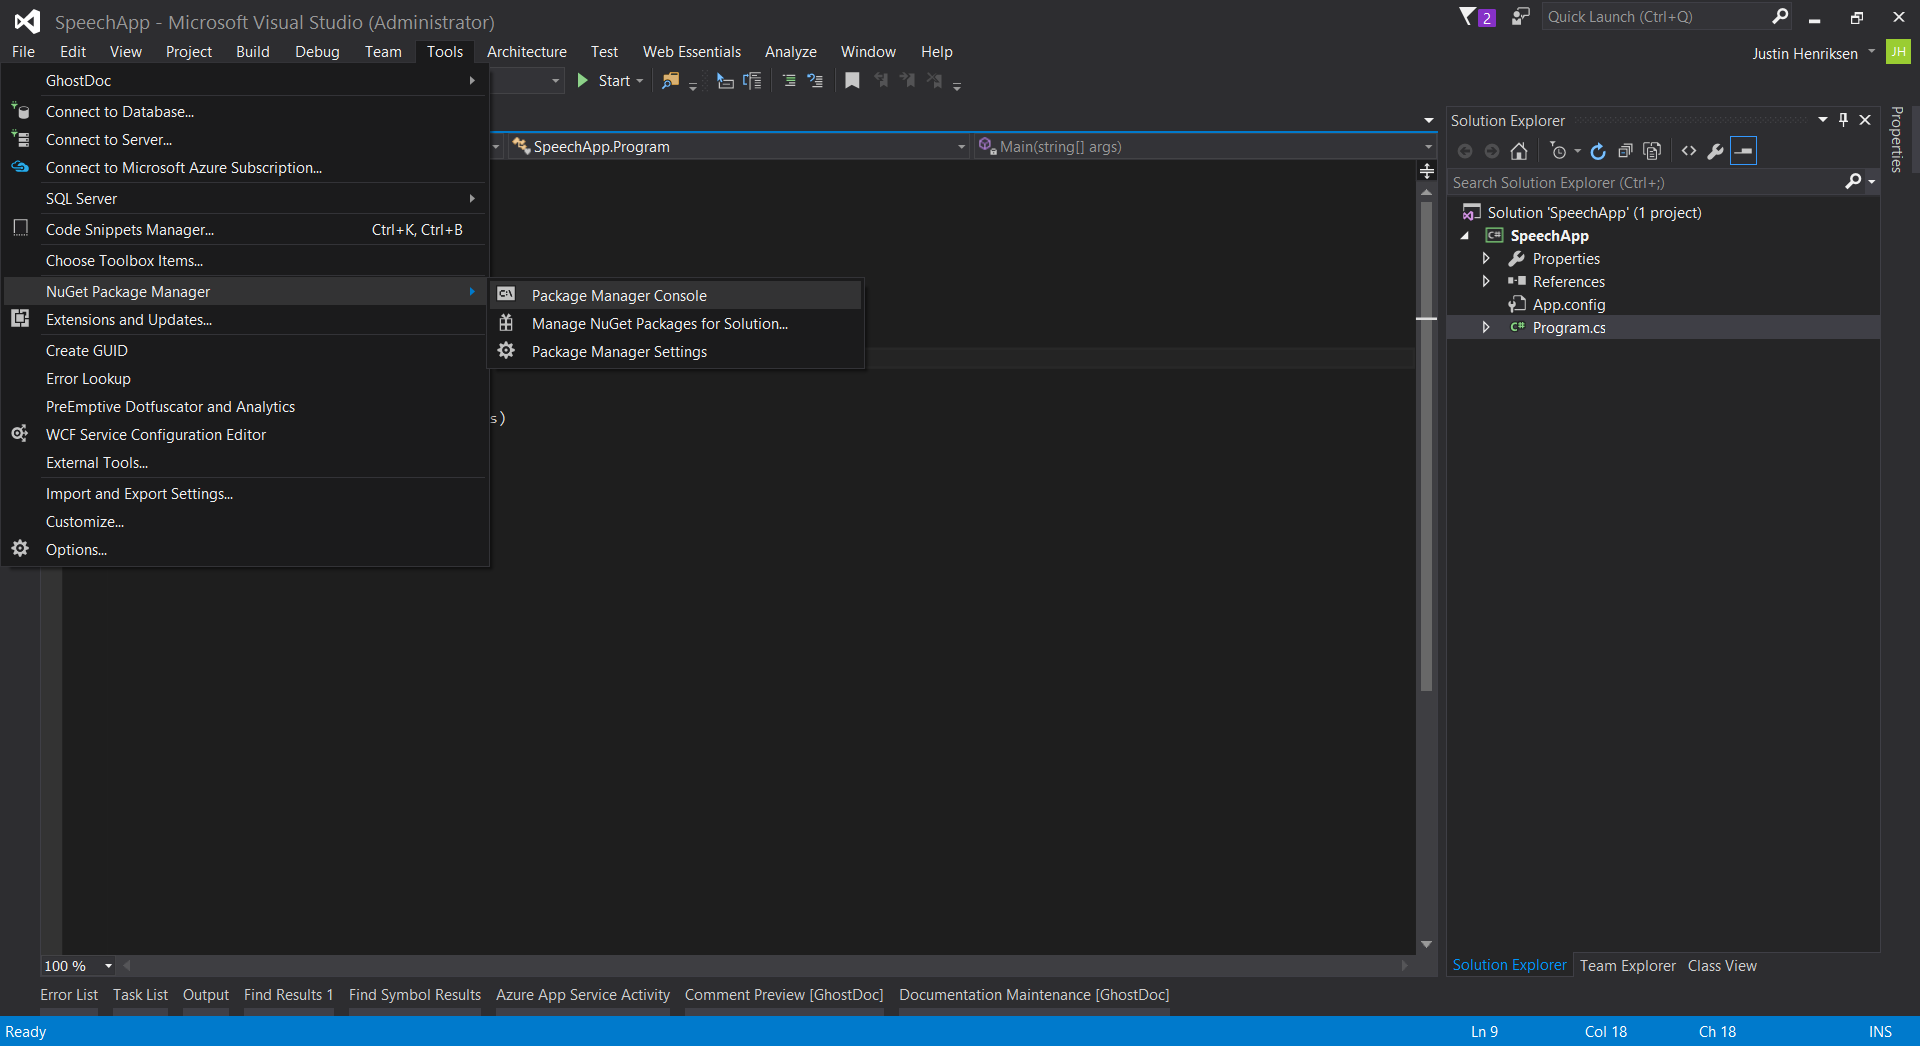 SpeechApp - Microsoft Visual Studio (Administrator)
2
Quick Launch (Ctrl+Q)
File Edit View Project Build Debug Team Tools Architecture Test Web Essentials Analyze Window Help
Justin Henriksen JH
Start
GhostDoc
Connect to Database...
Connect to Server...
Connect to Microsoft Azure Subscription...
SQL Server
Code Snippets Manager... Ctrl+K, Ctrl+B
Choose Toolbox Items...
NuGet Package Manager
Extensions and Updates...
Create GUID
Error Lookup
PreEmptive Dotfuscator and Analytics
WCF Service Configuration Editor
External Tools...
Import and Export Settings...
Customize...
Options...
Package Manager Console
Manage NuGet Packages for Solution...
Package Manager Settings
SpeechApp.Program
Main(string[] args)
s)
Solution Explorer
Search Solution Explorer (Ctrl+;)
Solution 'SpeechApp' (1 project)
C# SpeechApp
Properties
References
App.config
C# Program.cs
Properties
100 %
Solution Explorer Team Explorer Class View
Error List Task List Output Find Results 1 Find Symbol Results Azure App Service Activity Comment Preview [GhostDoc] Documentation Maintenance [GhostDoc]
Ready Ln 9 Col 18 Ch 18 INS